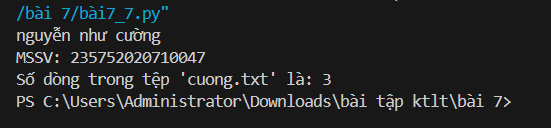 /bài 7/bài7_7.py"
nguyễn như cường
MSSV: 235752020710047
Số dòng trong tệp 'cuong.txt' là: 3
PS C:\Users\Administrator\Downloads\bài tập ktlt\bài 7>